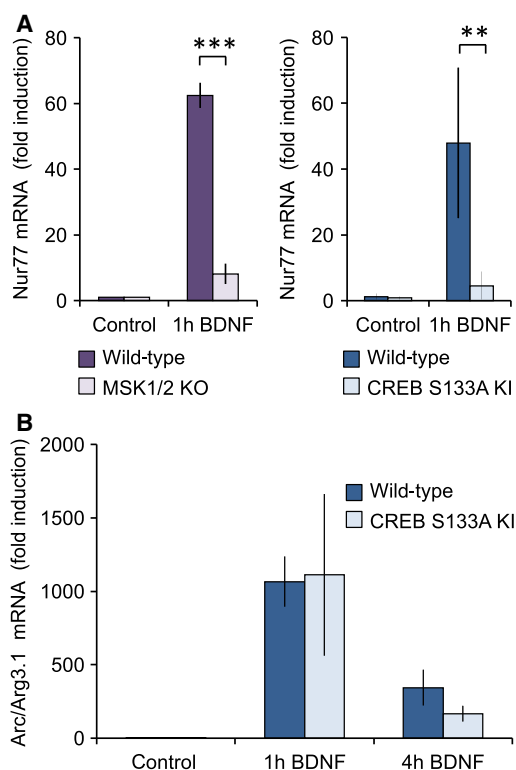 A
Nur77 mRNA (fold induction)
80
60
40
20
0
***
Control 1h BDNF
Wild-type
MSK1/2 KO
Nur77 mRNA (fold induction)
80
60
40
20
0
**
Control 1h BDNF
Wild-type
CREB S133A KI
B
Arc/Arg3.1 mRNA (fold induction)
2000
1500
1000
500
0
Wild-type
CREB S133A KI
Control 1h BDNF 4h BDNF